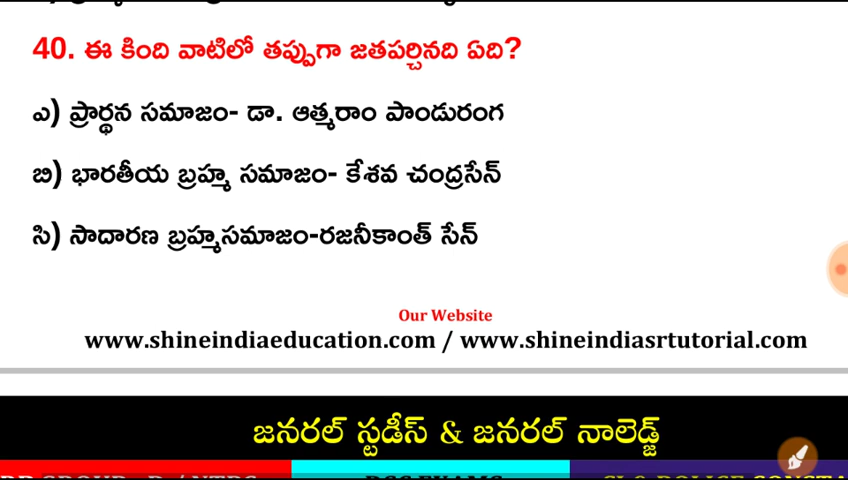 40. ఈ కింది వాటిలో తప్పుగా జతపర్చినది ఏది?
ఎ) ప్రార్థన సమాజం- డా. ఆత్మరాం పాండురంగ
బి) భారతీయ బ్రహ్మ సమాజం- కేశవ చంద్రసేన్
సి) సాదారణ బ్రహ్మసమాజం-రజనీకాంత్ సేన్
Our Website
www.shineindiaeducation.com / www.shineindiasrtutorial.com
జనరల్ స్టడీస్ & జనరల్ నాలెడ్జ్